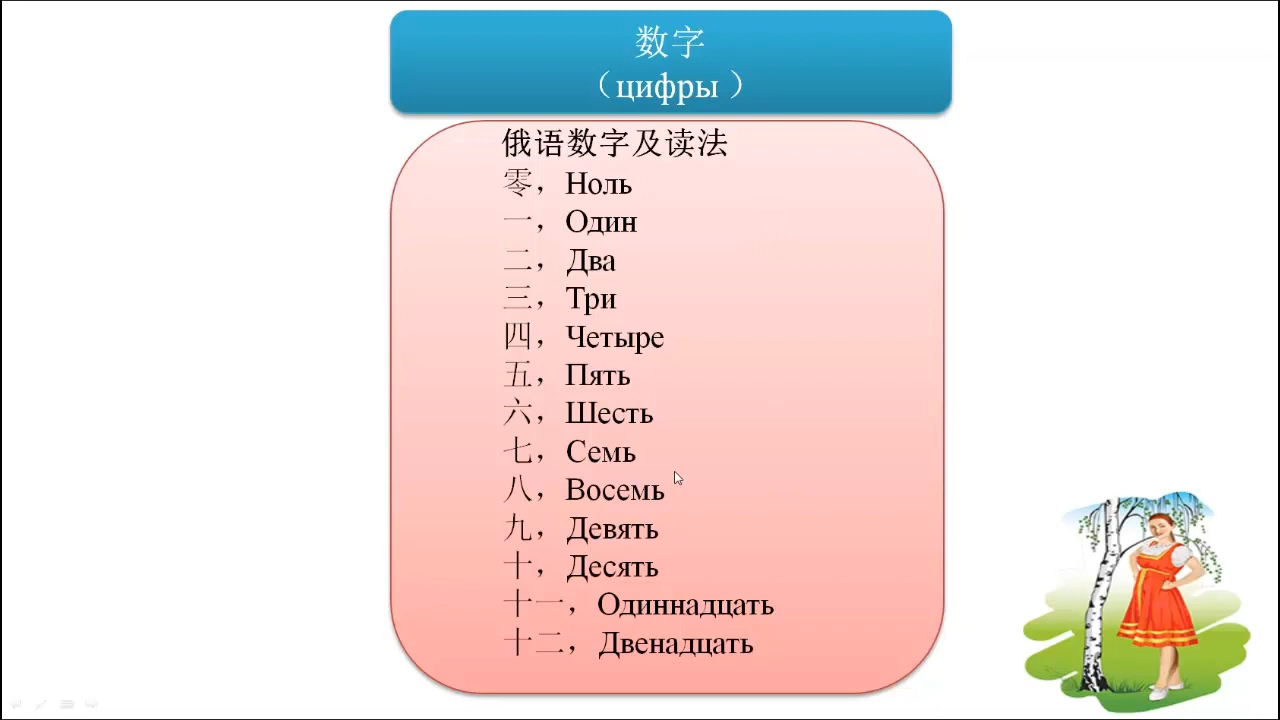 数字
（цифры ）
俄语数字及读法
零，Ноль
一，Один
二，Два
三，Три
四，Четыре
五，Пять
六，Шесть
七，Семь
八，Восемь
九，Девять
十，Десять
十一，Одиннадцать
十二，Двенадцать